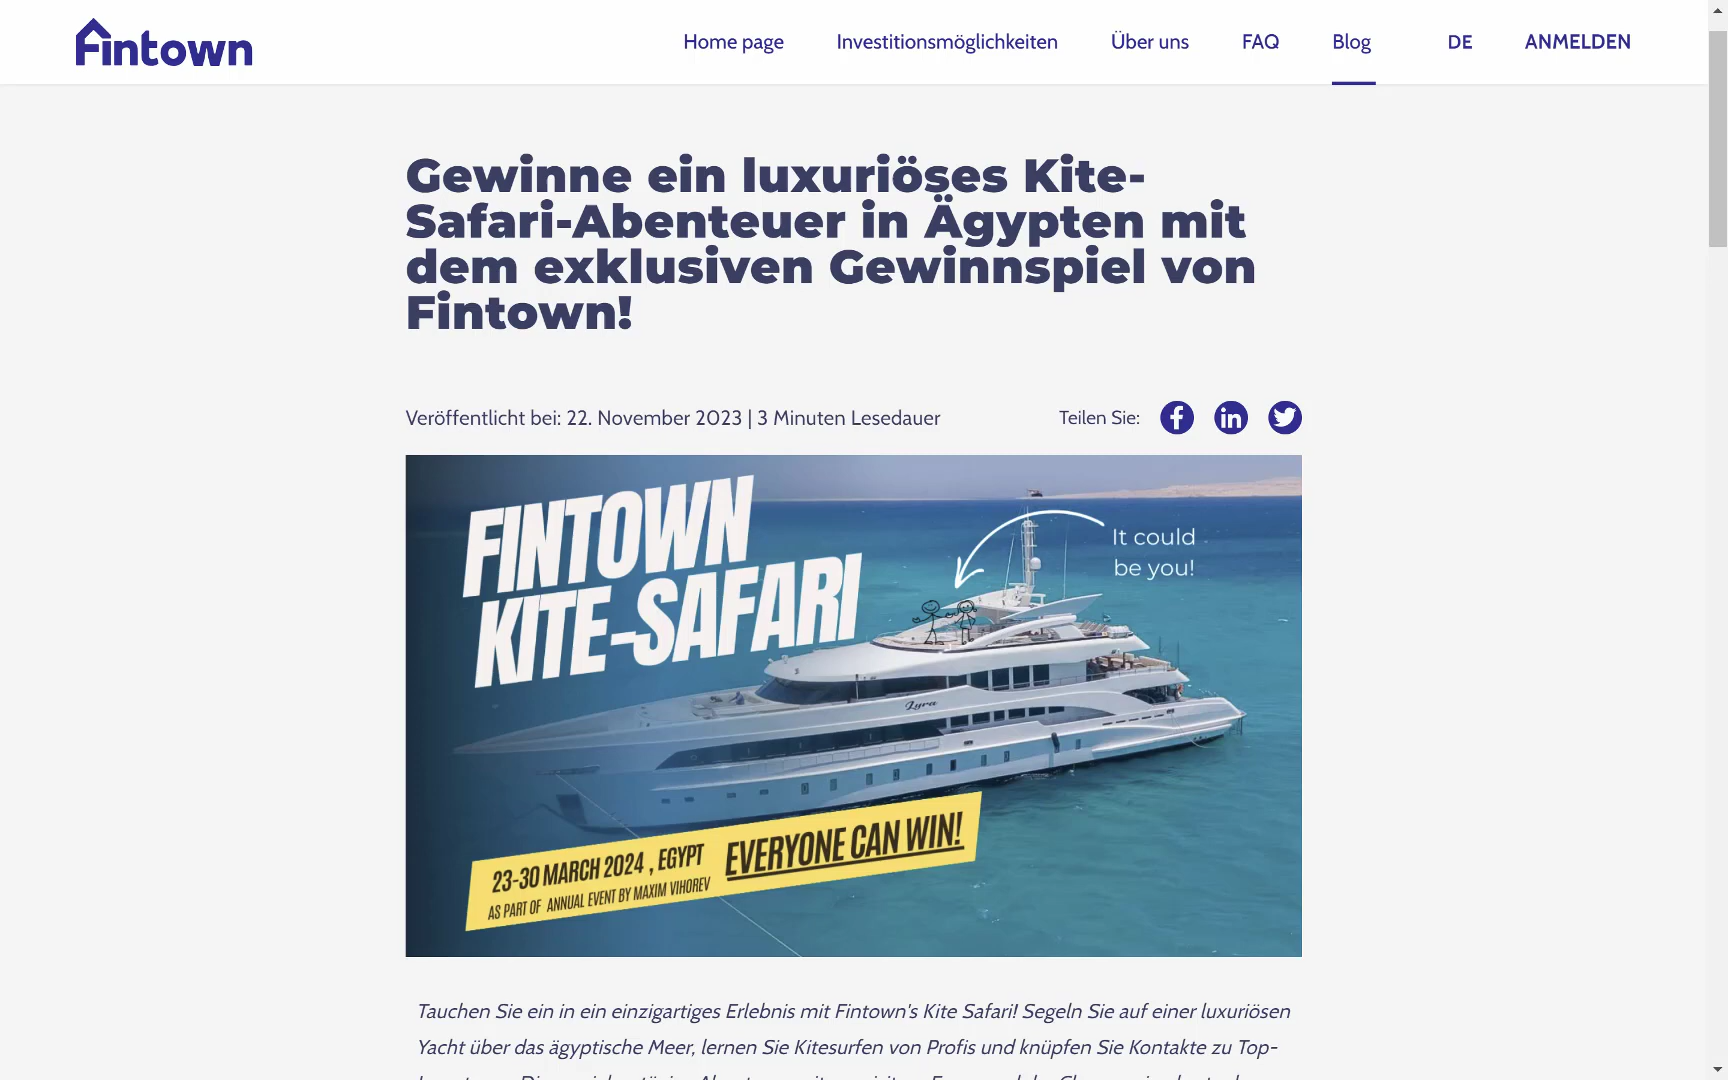 Fintown
Home page
Investitionsmöglichkeiten
Über uns
FAQ
Blog
DE
ANMELDEN
Gewinne ein luxuriöses Kite-
Safari-Abenteuer in Ägypten mit
dem exklusiven Gewinnspiel von
Fintown!
Veröffentlicht bei: 22. November 2023 | 3 Minuten Lesedauer
Teilen Sie:
FINTOWN
KITE-SAFARI
It could
be you!
Lyra
23-30 MARCH 2024 , EGYPT
AS PART OF ANNUAL EVENT BY MAXIM VIHOREV
EVERYONE CAN WIN!
Tauchen Sie ein in ein einzigartiges Erlebnis mit Fintown's Kite Safari! Segeln Sie auf einer luxuriösen
Yacht über das ägyptische Meer, lernen Sie Kitesurfen von Profis und knüpfen Sie Kontakte zu Top-